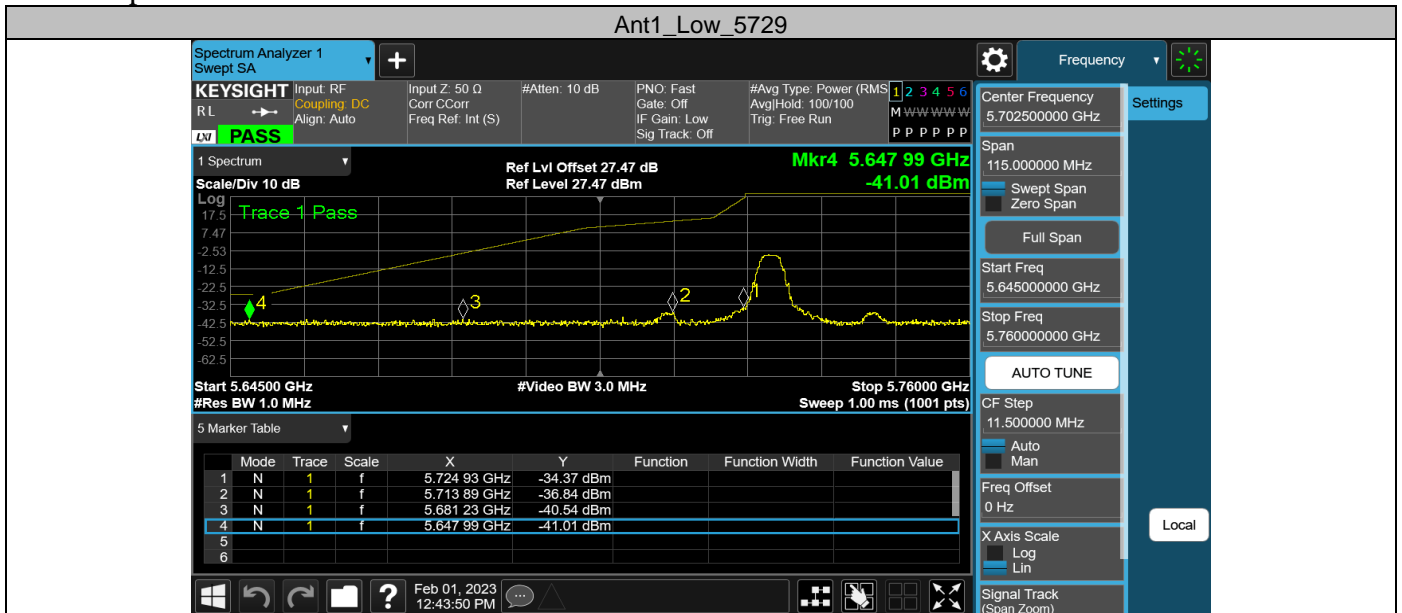 Ant1_Low_5729
Spectrum Analyzer 1
Swept SA
+
Frequency
KEYSIGHT
RL
LXI PASS
Input: RF
Coupling: DC
Align: Auto
Input Z: 50 Ω
Corr CCorr
Freq Ref: Int (S)
#Atten: 10 dB
PNO: Fast
Gate: Off
IF Gain: Low
Sig Track: Off
#Avg Type: Power (RMS
Avg|Hold: 100/100
Trig: Free Run
1 2 3 4 5 6
M W W W W W
P P P P P P
1 Spectrum
Scale/Div 10 dB
Ref Lvl Offset 27.47 dB
Ref Level 27.47 dBm
Mkr4 5.647 99 GHz
-41.01 dBm
Log
Trace 1 Pass
17.5
7.47
-2.53
-12.5
-22.5
-32.5
-42.5
-52.5
-62.5
4
3
2
1
Start 5.64500 GHz
#Res BW 1.0 MHz
#Video BW 3.0 MHz
Stop 5.76000 GHz
Sweep 1.00 ms (1001 pts)
5 Marker Table
Mode Trace Scale X Y Function Function Width Function Value
1 N 1 f 5.724 93 GHz -34.37 dBm
2 N 1 f 5.713 89 GHz -36.84 dBm
3 N 1 f 5.681 23 GHz -40.54 dBm
4 N 1 f 5.647 99 GHz -41.01 dBm
5
6
Feb 01, 2023
12:43:50 PM
?
Center Frequency
5.702500000 GHz
Span
115.000000 MHz
Swept Span
Zero Span
Full Span
Start Freq
5.645000000 GHz
Stop Freq
5.760000000 GHz
AUTO TUNE
CF Step
11.500000 MHz
Auto
Man
Freq Offset
0 Hz
X Axis Scale
Log
Lin
Signal Track
(Span Zoom)
Settings
Local